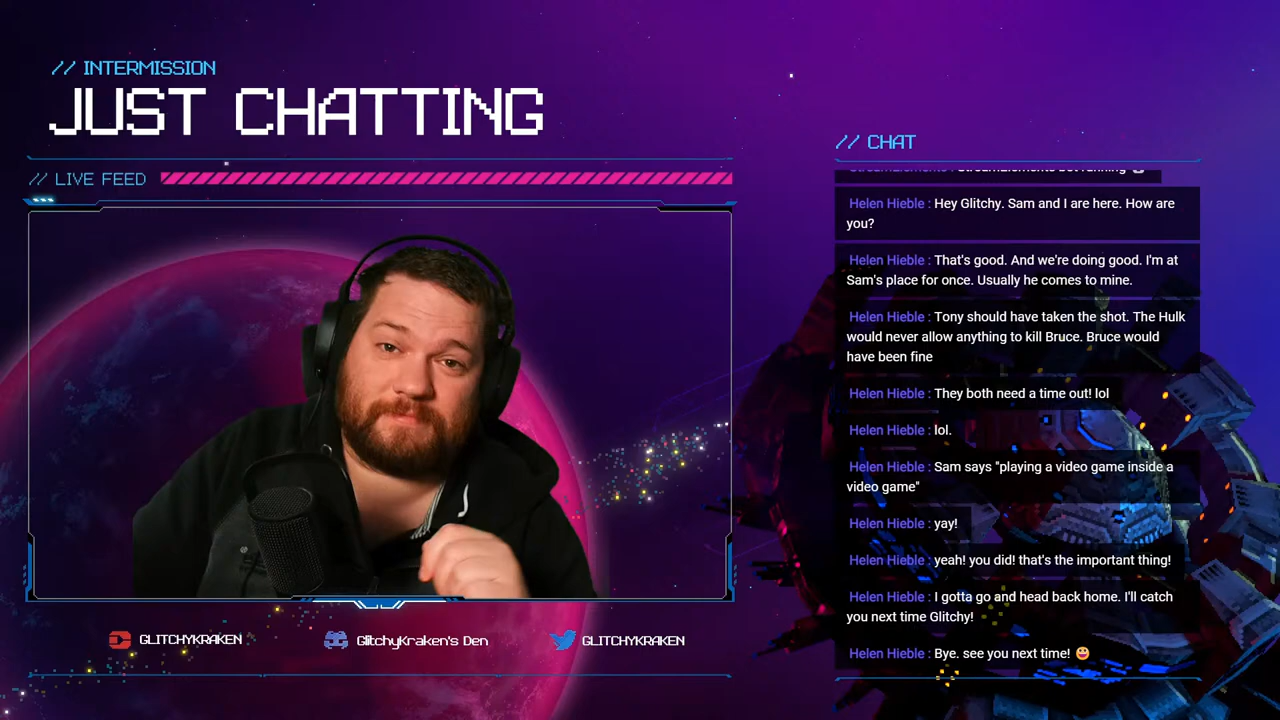 // INTERMISSION
JUST CHATTING
// LIVE FEED
GLITCHYKRAKEN
GlitchyKraken's Den
GLITCHYKRAKEN
// CHAT
StreamElements: StreamElements bot running
Helen Hieble : Hey Glitchy. Sam and I are here. How are
you?
Helen Hieble : That's good. And we're doing good. I'm at
Sam's place for once. Usually he comes to mine.
Helen Hieble : Tony should have taken the shot. The Hulk
would never allow anything to kill Bruce. Bruce would
have been fine
Helen Hieble : They both need a time out! lol
Helen Hieble : lol.
Helen Hieble : Sam says "playing a video game inside a
video game"
Helen Hieble : yay!
Helen Hieble : yeah! you did! that's the important thing!
Helen Hieble : I gotta go and head back home. I'll catch
you next time Glitchy!
Helen Hieble : Bye. see you next time! 😀